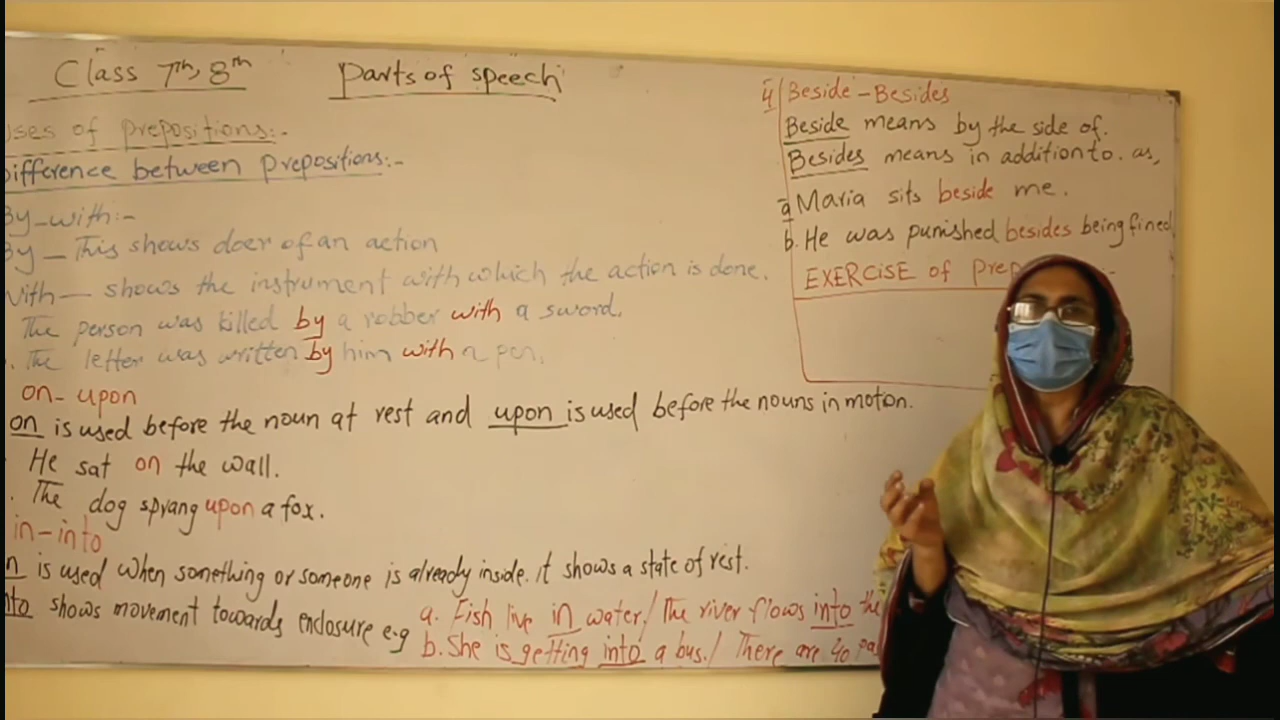 Class 7th, 8th
Parts of speech
uses of prepositions:-
Difference between prepositions:-
By-with:-
By - This shows doer of an action
With - shows the instrument with which the action is done.
The person was killed by a robber with a sword.
The letter was written by him with a pen.
on-upon
on is used before the noun at rest and upon is used before the nouns in moton.
He sat on the wall.
The dog sprang upon a fox.
in-into
n is used when something or someone is already inside. it shows a state of rest.
nto shows movement towards enclosure e.g
a. Fish live in water/ The river flows into the
b. She is getting into a bus./ There are 40
4 Beside-Besides
Beside means by the side of.
Besides means in addition to. as,
a Maria sits beside me.
b. He was punished besides being fined
EXERCISE of